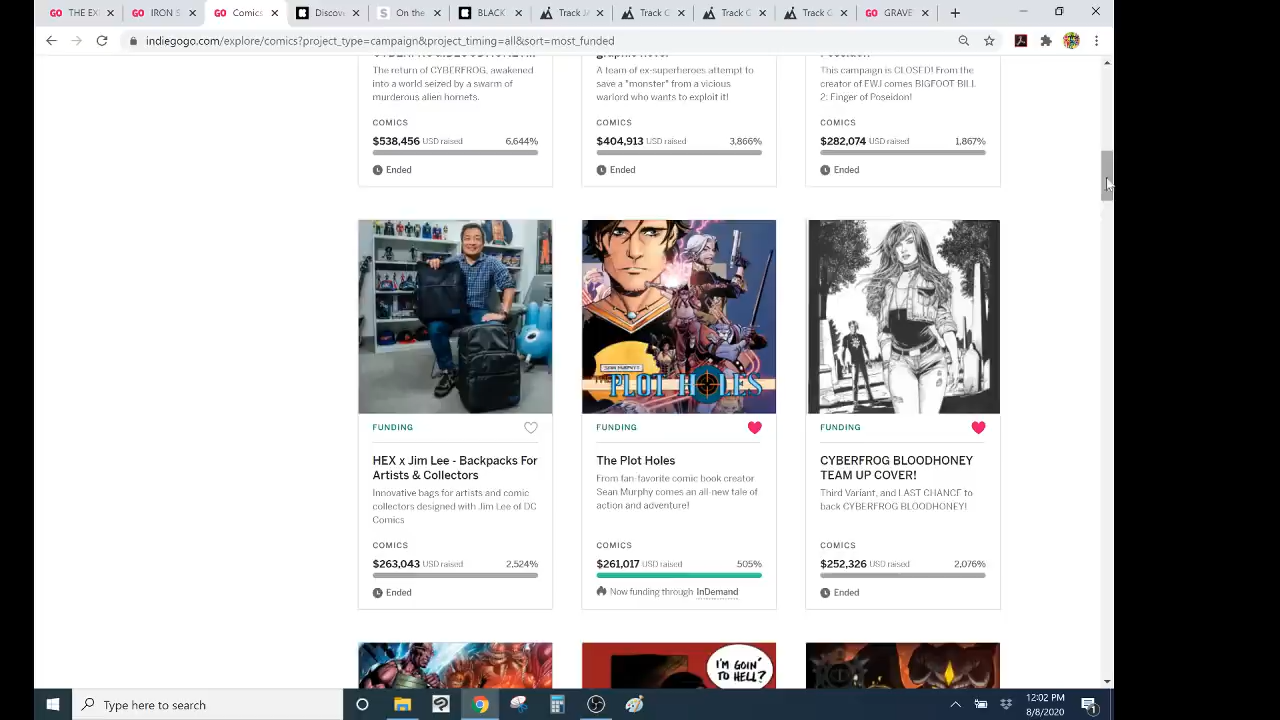 GO THE EX
GO IRON S
GO Comics
Discov
On the
BLACK
Track J
Track C
Track G
Track C
GO GRAVE
indiegogo.com/explore/comics?project_type=campaign&project_timing=all&sort=most_funded
The return of CYBERFROG, awakened
into a world seized by a swarm of
murderous alien hornets.
COMICS
$538,456 USD raised 6,644%
Ended
graphic novel
A team of ex-superheroes attempt to
save a "monster" from a vicious
warlord who wants to exploit it!
COMICS
$404,913 USD raised 3,866%
Ended
Poseidon
This campaign is CLOSED! From the
creator of EWJ comes BIGFOOT BILL
2: Finger of Poseidon!
COMICS
$282,074 USD raised 1,867%
Ended
FUNDING
HEX x Jim Lee - Backpacks For
Artists & Collectors
Innovative bags for artists and comic
collectors designed with Jim Lee of DC
Comics
COMICS
$263,043 USD raised 2,524%
Ended
PLOT HOLES
FUNDING
The Plot Holes
From fan-favorite comic book creator
Sean Murphy comes an all-new tale of
action and adventure!
COMICS
$261,017 USD raised 505%
Now funding through InDemand
FUNDING
CYBERFROG BLOODHONEY
TEAM UP COVER!
Third Variant, and LAST CHANCE to
back CYBERFROG BLOODHONEY!
COMICS
$252,326 USD raised 2,076%
Ended
I'M GOIN'
TO HELL?
Type here to search
12:02 PM
8/8/2020
1